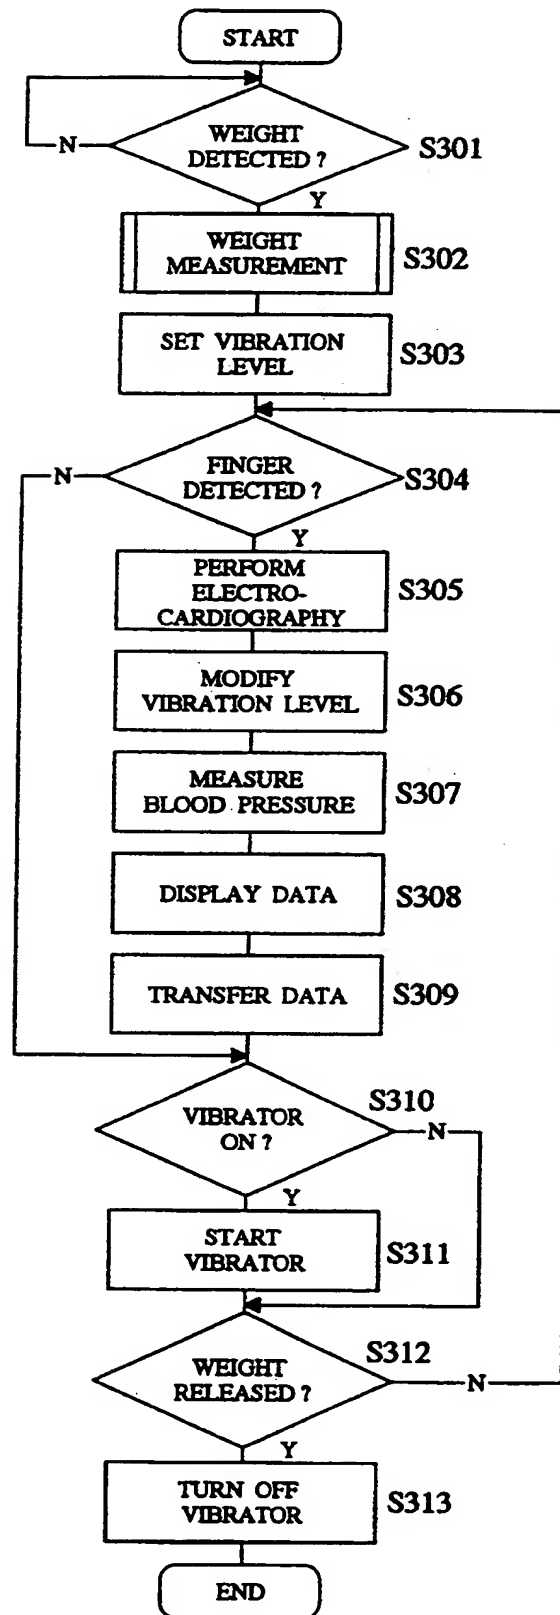 START
WEIGHT
DETECTED ?
N
S301
Y
WEIGHT
MEASUREMENT
S302
SET VIBRATION
LEVEL
S303
FINGER
DETECTED ?
N
S304
Y
PERFORM
ELECTRO-
CARDIOGRAPHY
S305
MODIFY
VIBRATION LEVEL
S306
MEASURE
BLOOD PRESSURE
S307
DISPLAY DATA
S308
TRANSFER DATA
S309
S310
VIBRATOR
ON ?
N
Y
START
VIBRATOR
S311
S312
WEIGHT
RELEASED ?
N
Y
TURN OFF
VIBRATOR
S313
END